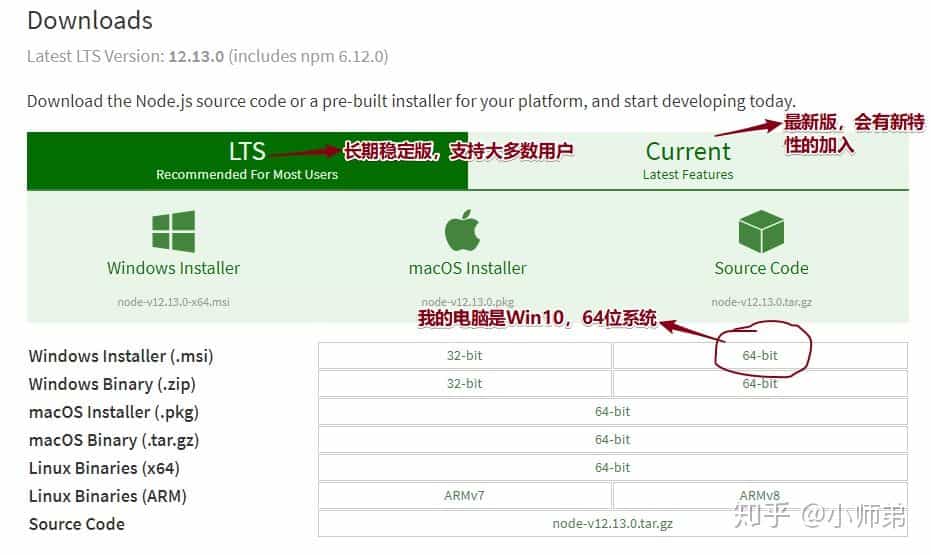 Downloads
Latest LTS Version: 12.13.0 (includes npm 6.12.0)
Download the Node.js source code or a pre-built installer for your platform, and start developing today.
LTS
Recommended For Most Users
长期稳定版，支持大多数用户
Current
Latest Features
最新版，会有新特
性的加入
Windows Installer
node-v12.13.0-x64.msi
macOS Installer
node-v12.13.0.pkg
Source Code
node-v12.13.0.tar.gz
我的电脑是Win10，64位系统
Windows Installer (.msi) 32-bit 64-bit
Windows Binary (.zip) 32-bit 64-bit
macOS Installer (.pkg) 64-bit
macOS Binary (.tar.gz) 64-bit
Linux Binaries (x64) 64-bit
Linux Binaries (ARM) ARMv7 ARMv8
Source Code node-v12.13.0.tar.gz
知乎 @小师弟